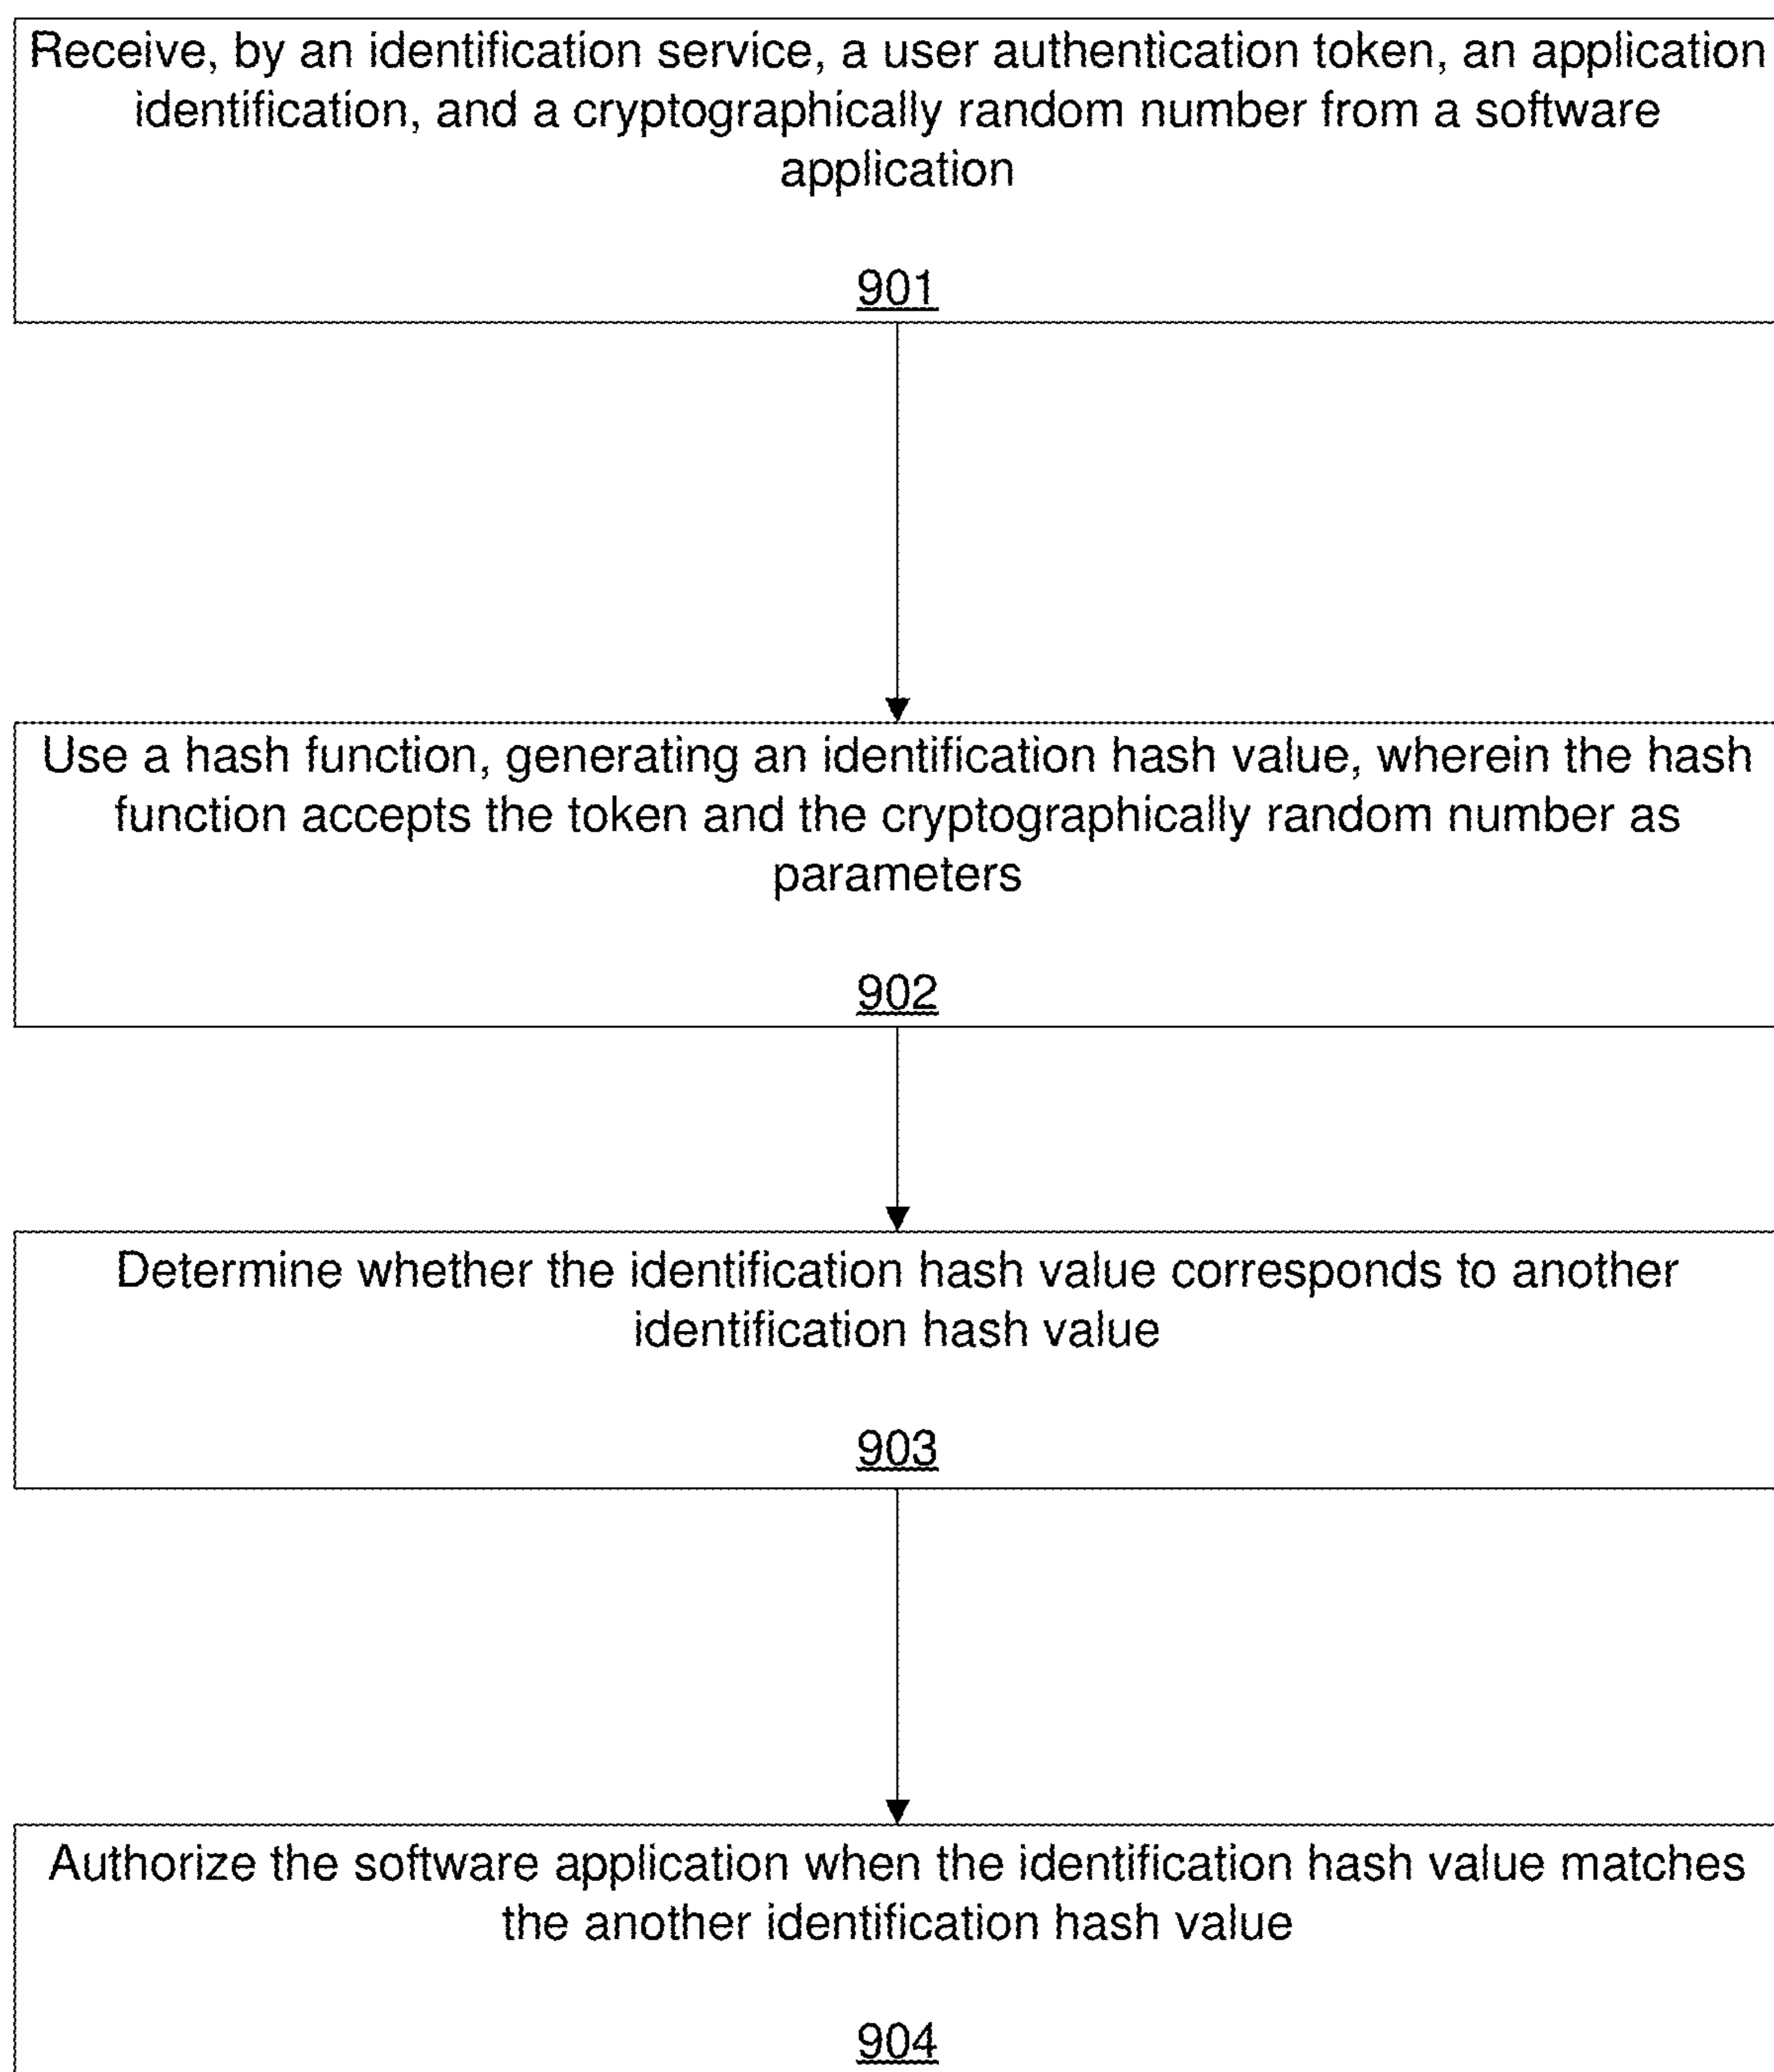 Receive, by an identification service, a user authentication token, an application
identification, and a cryptographically random number from a software
application
901
Use a hash function, generating an identification hash value, wherein the hash
function accepts the token and the cryptographically random number as
parameters
902
Determine whether the identification hash value corresponds to another
identification hash value
903
Authorize the software application when the identification hash value matches
the another identification hash value
904